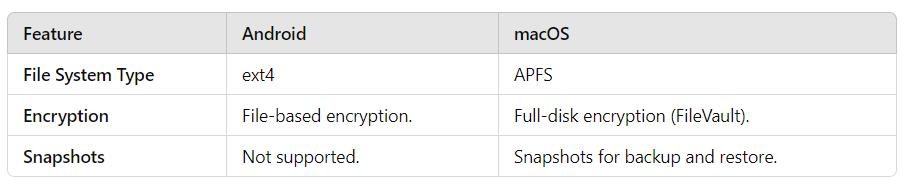 Feature Android macOS
File System Type ext4 APFS
Encryption File-based encryption. Full-disk encryption (FileVault).
Snapshots Not supported. Snapshots for backup and restore.